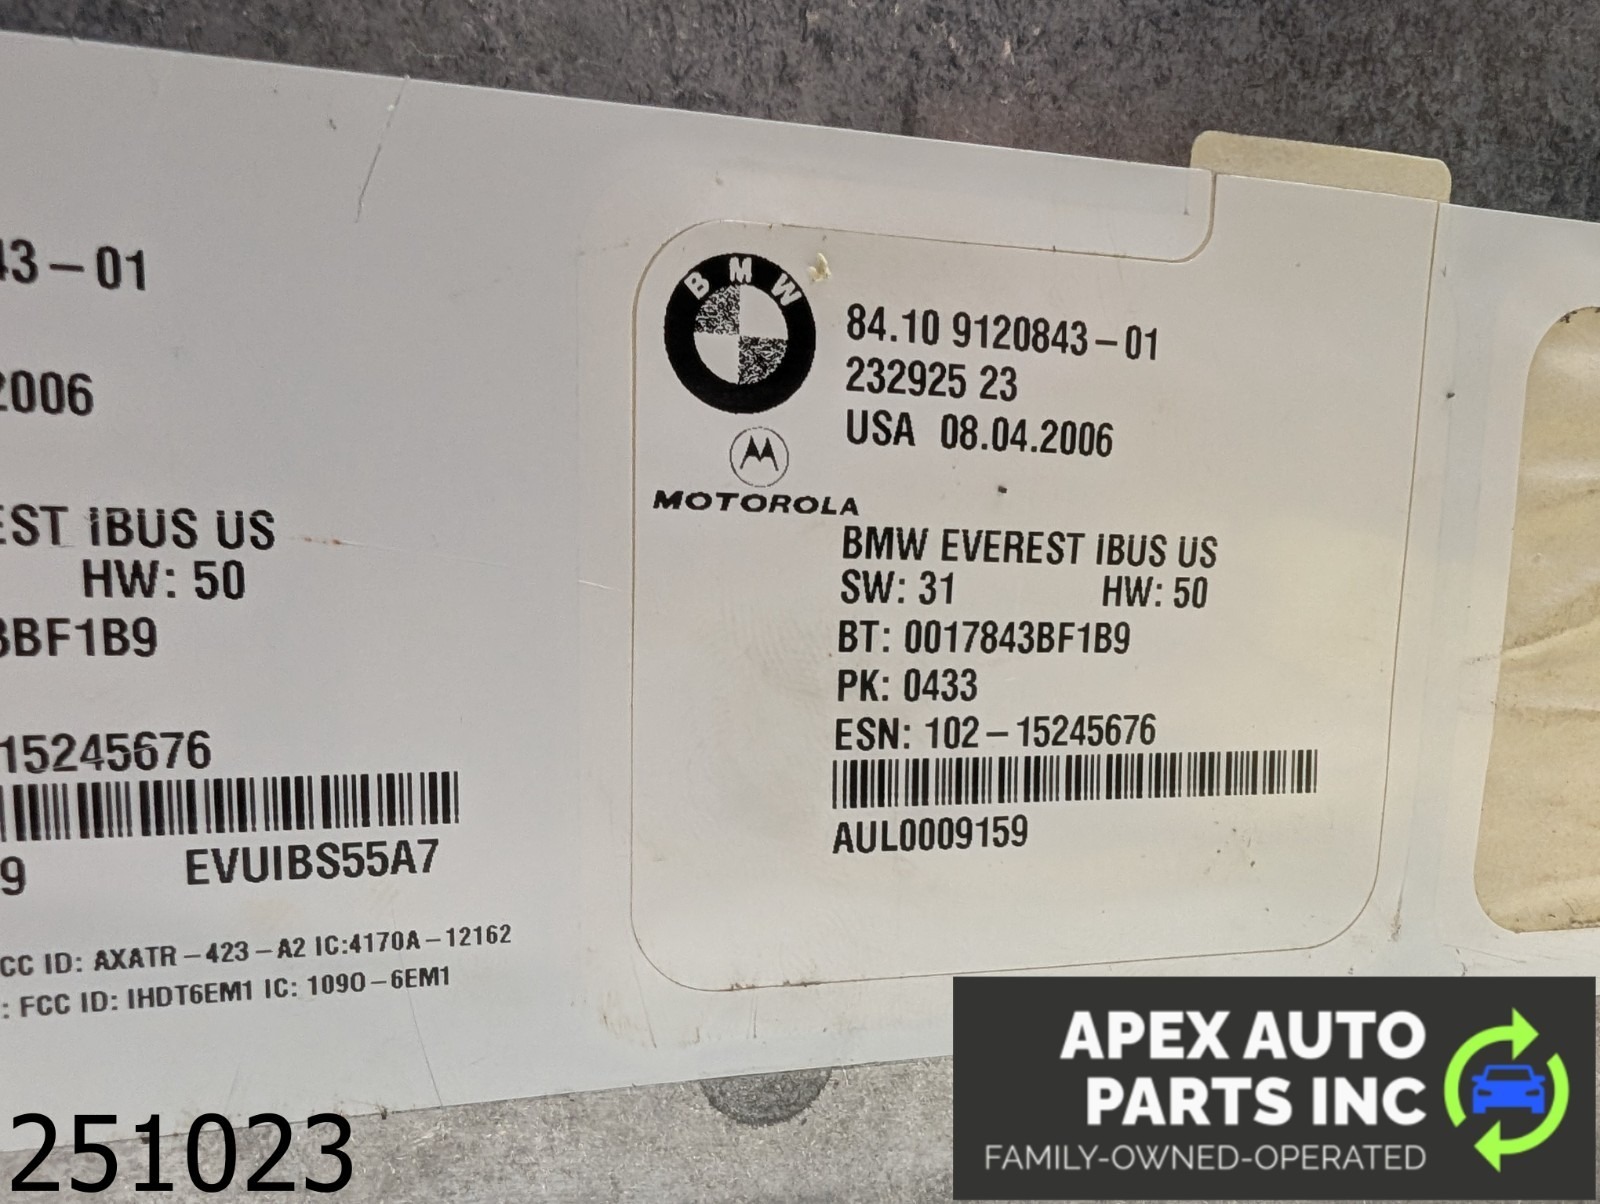 43-01
2006
EST IBUS US
HW: 50
3BF1B9
15245676
9 EVUIBS55A7
CC ID: AXATR-423-A2 IC:4170A-12162
: FCC ID: IHDT6EM1 IC: 109O-6EM1
BMW
MOTOROLA
84.10 9120843-01
232925 23
USA 08.04.2006
BMW EVEREST IBUS US
SW: 31 HW: 50
BT: 0017843BF1B9
PK: 0433
ESN: 102-15245676
AUL0009159
251023
APEX AUTO
PARTS INC
FAMILY-OWNED-OPERATED